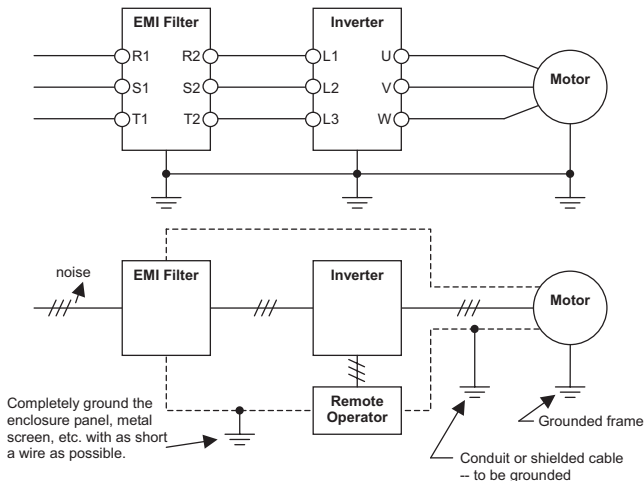 EMI Filter
Inverter
R1 R2 L1 U
S1 S2 L2 V
T1 T2 L3 W
Motor
noise
EMI Filter
Inverter
Motor
Remote
Operator
Completely ground the
enclosure panel, metal
screen, etc. with as short
a wire as possible.
Grounded frame
Conduit or shielded cable
-- to be grounded